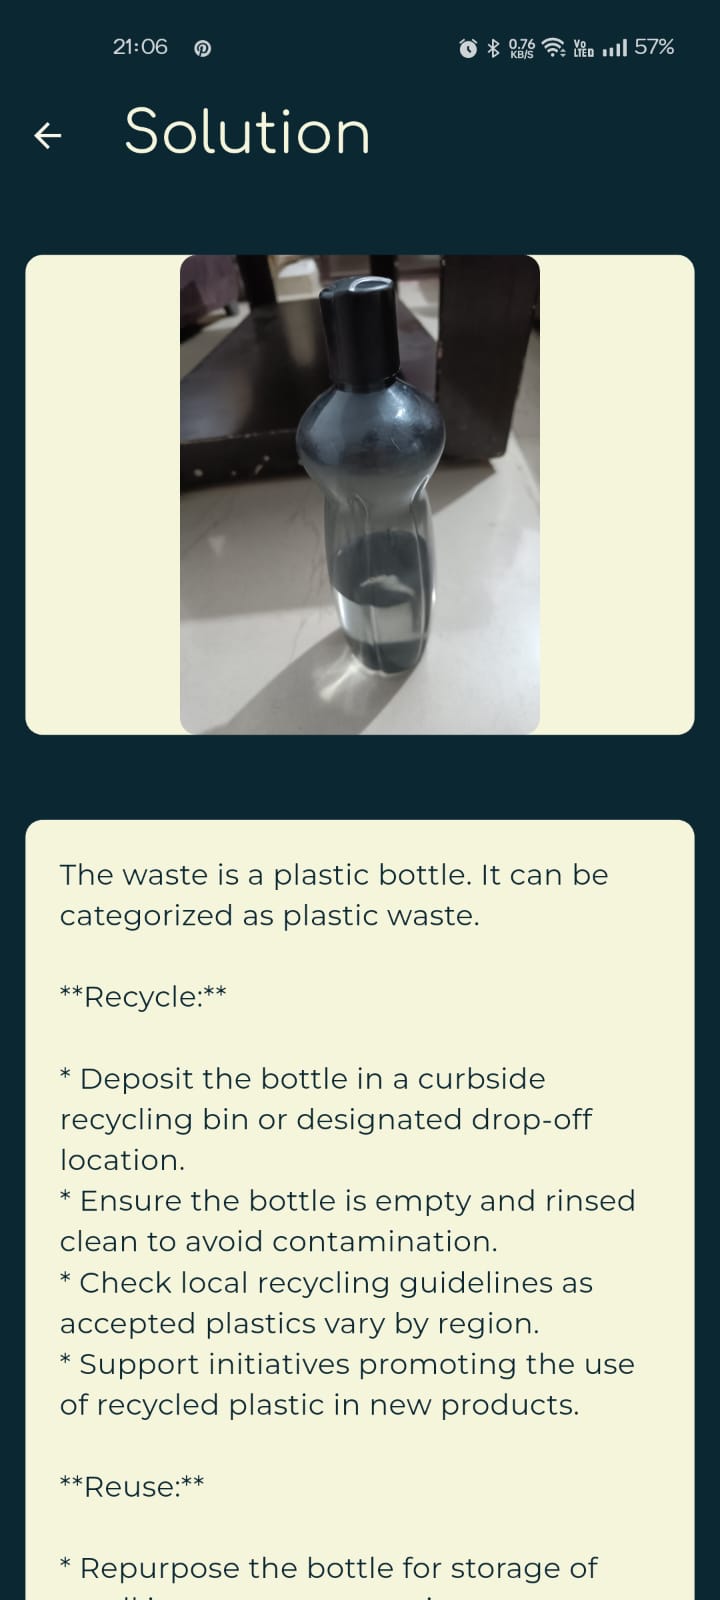 21:06
0.76
KB/S
Vo
LTED
57%
Solution
The waste is a plastic bottle. It can be
categorized as plastic waste.
**Recycle:**
* Deposit the bottle in a curbside
recycling bin or designated drop-off
location.
* Ensure the bottle is empty and rinsed
clean to avoid contamination.
* Check local recycling guidelines as
accepted plastics vary by region.
* Support initiatives promoting the use
of recycled plastic in new products.
**Reuse:**
* Repurpose the bottle for storage of